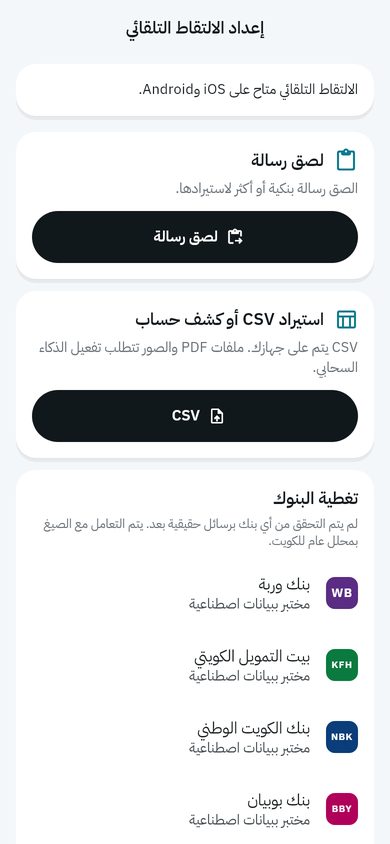 إعداد الالتقاط التلقائي
الالتقاط التلقائي متاح على iOS وAndroid.
لصق رسالة
الصق رسالة بنكية أو أكثر لاستيرادها.
لصق رسالة
استيراد CSV أو كشف حساب
CSV يتم على جهازك. ملفات PDF والصور تتطلب تفعيل الذكاء
السحابي.
CSV
تغطية البنوك
لم يتم التحقق من أي بنك برسائل حقيقية بعد. يتم التعامل مع الصيغ
بمحلل عام للكويت.
WB
بنك وربة
مختبر ببيانات اصطناعية
KFH
بيت التمويل الكويتي
مختبر ببيانات اصطناعية
NBK
بنك الكويت الوطني
مختبر ببيانات اصطناعية
BBY
بنك بوبيان
مختبر ببيانات اصطناعية